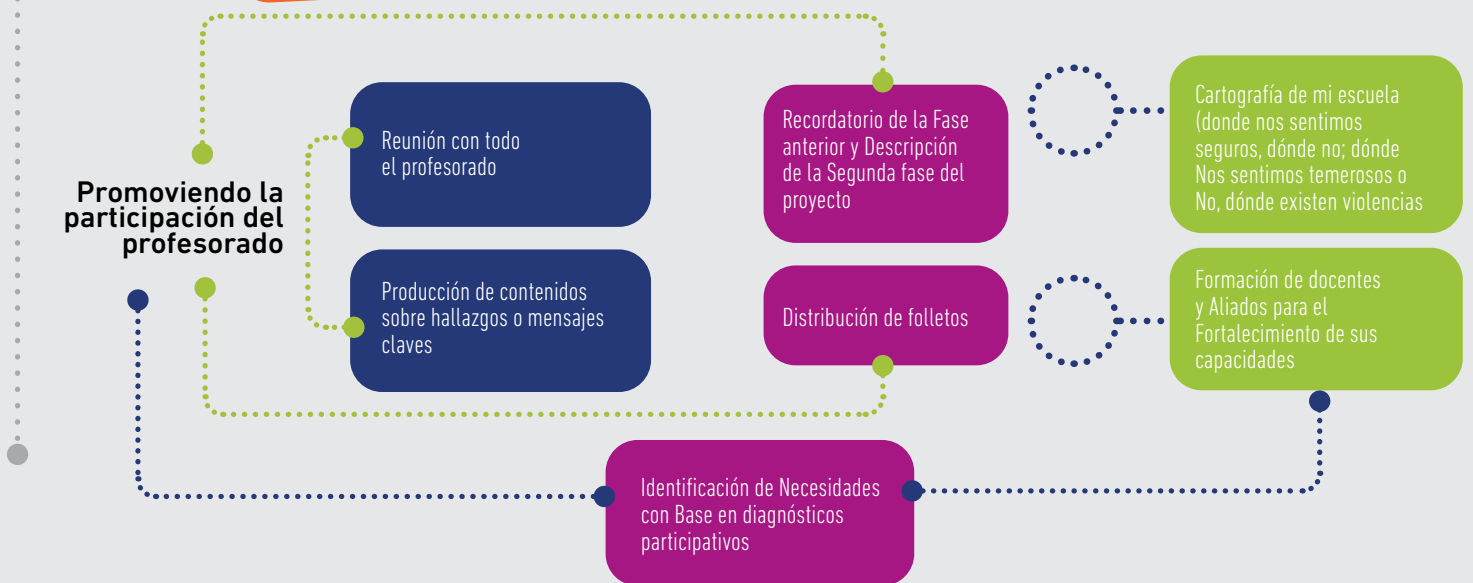 Promoviendo la
participación del
profesorado
Reunión con todo
el profesorado
Producción de contenidos
sobre hallazgos o mensajes
claves
Recordatorio de la Fase
anterior y Descripción
de la Segunda fase del
proyecto
Distribución de folletos
Cartografía de mi escuela
(donde nos sentimos
seguros, dónde no; dónde
Nos sentimos temerosos o
No, dónde existen violencias
Formación de docentes
y Aliados para el
Fortalecimiento de sus
capacidades
Identificación de Necesidades
con Base en diagnósticos
participativos